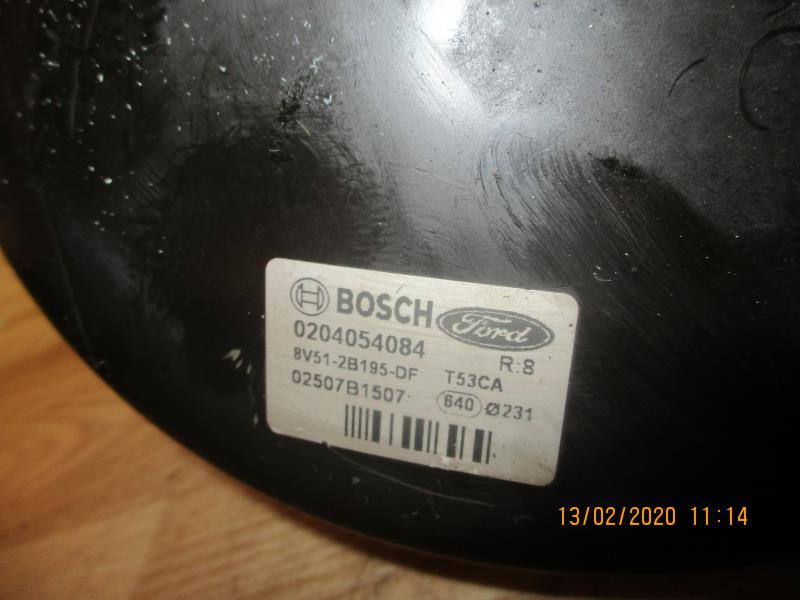 BOSCH Ford
0204054084 R:8
8V51-2B195-DF T53CA
02507B1507 640 Ø231
13/02/2020 11:14